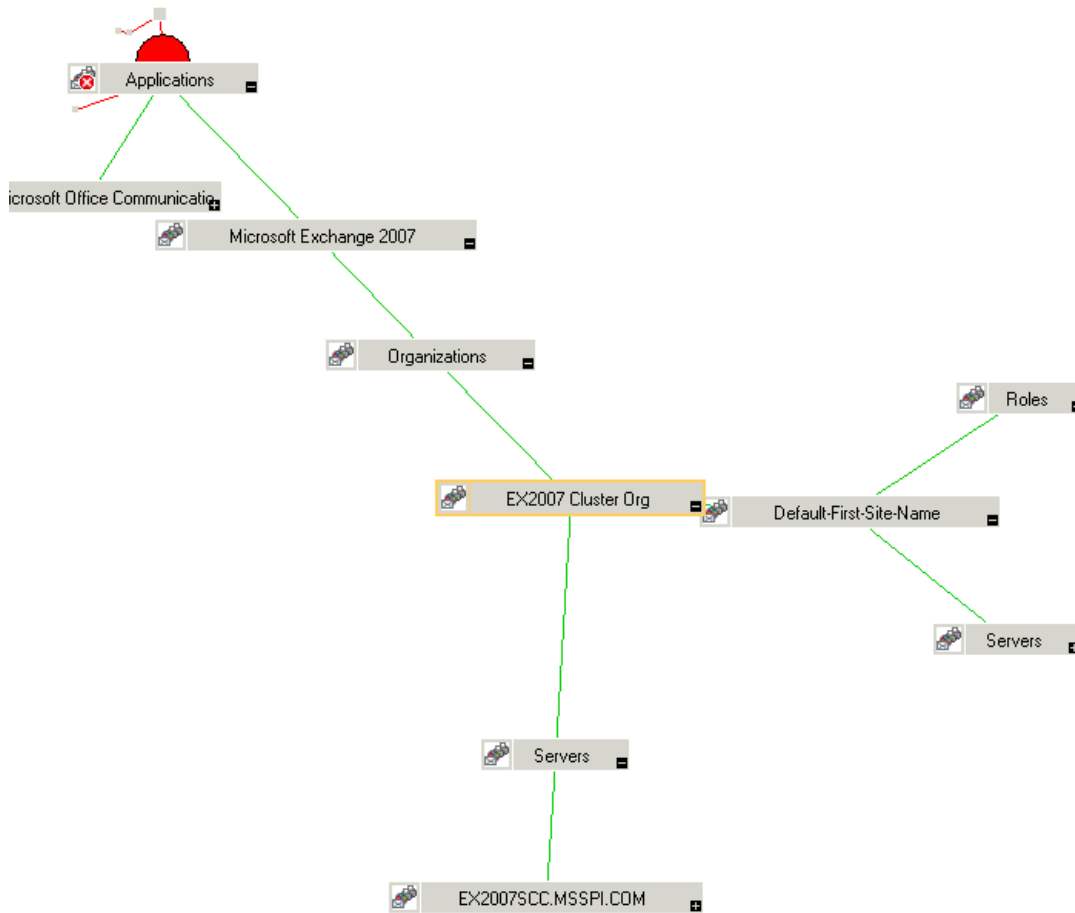 Applications
icrosoft Office Communicatio
Microsoft Exchange 2007
Organizations
Roles
EX2007 Cluster Org
Default-First-Site-Name
Servers
Servers
EX2007SCC.MSSPI.COM